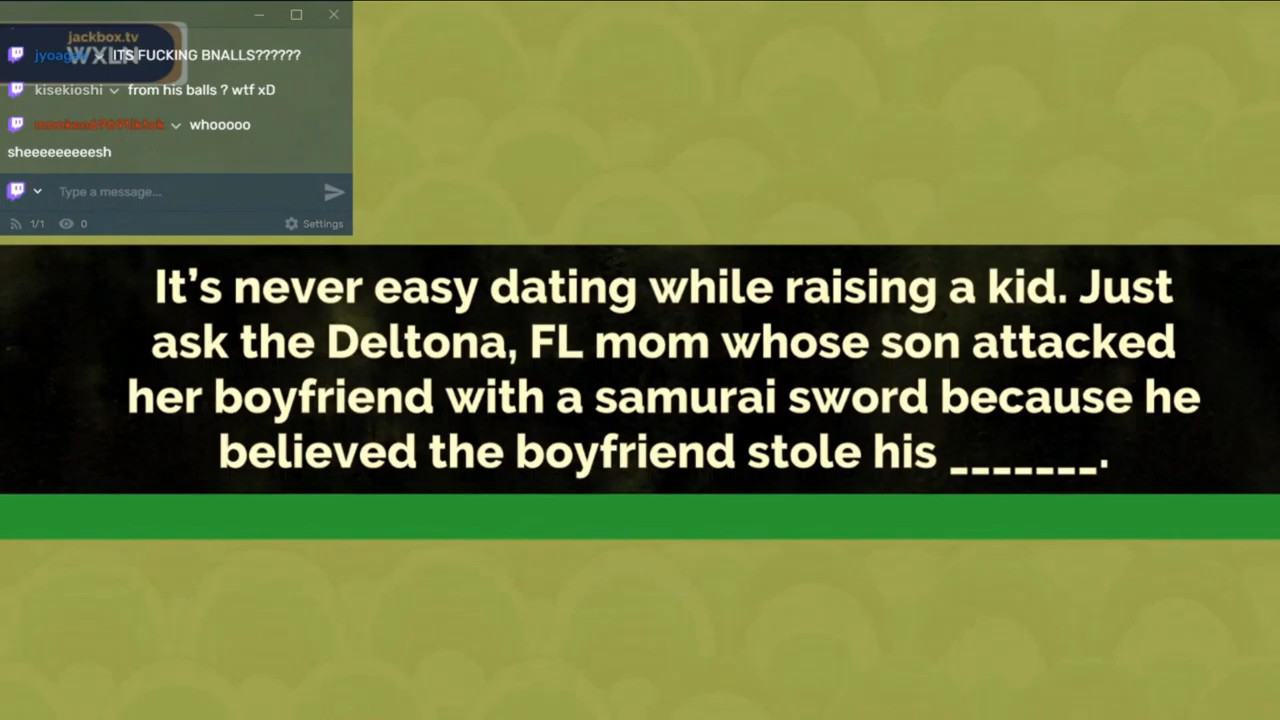 jackbox.tv
WXLN
ITS FUCKING BNALLS??????
kisekioshi from his balls ? wtf xD
whooooo
sheeeeeeeeesh
Type a message...
1/1 0 Settings
It's never easy dating while raising a kid. Just
ask the Deltona, FL mom whose son attacked
her boyfriend with a samurai sword because he
believed the boyfriend stole his _______.